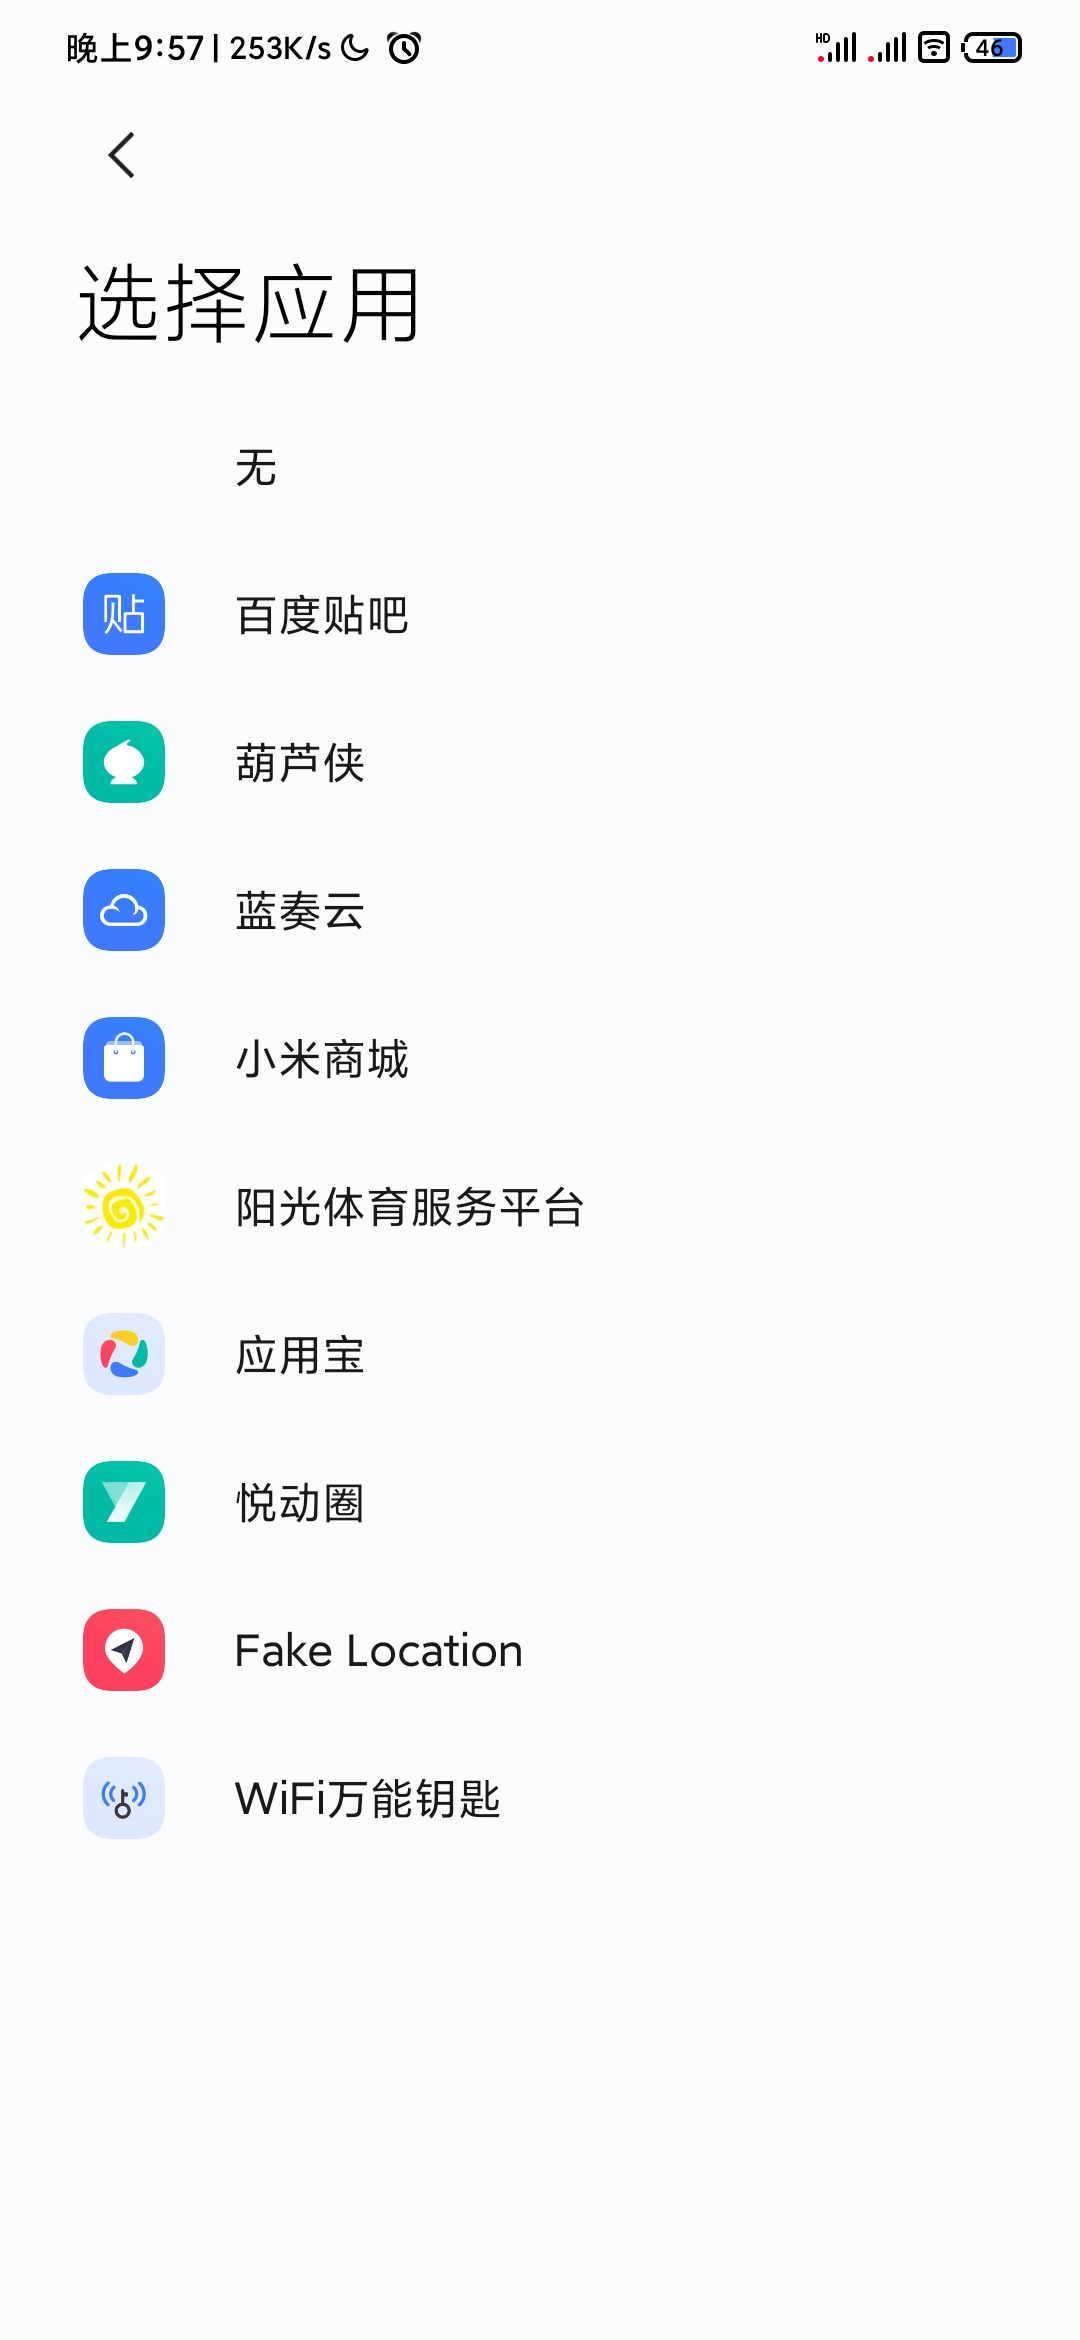 晚上9:57 | 253K/s
HD
46
选择应用
无
贴
百度贴吧
葫芦侠
蓝奏云
小米商城
阳光体育服务平台
应用宝
悦动圈
Fake Location
WiFi万能钥匙